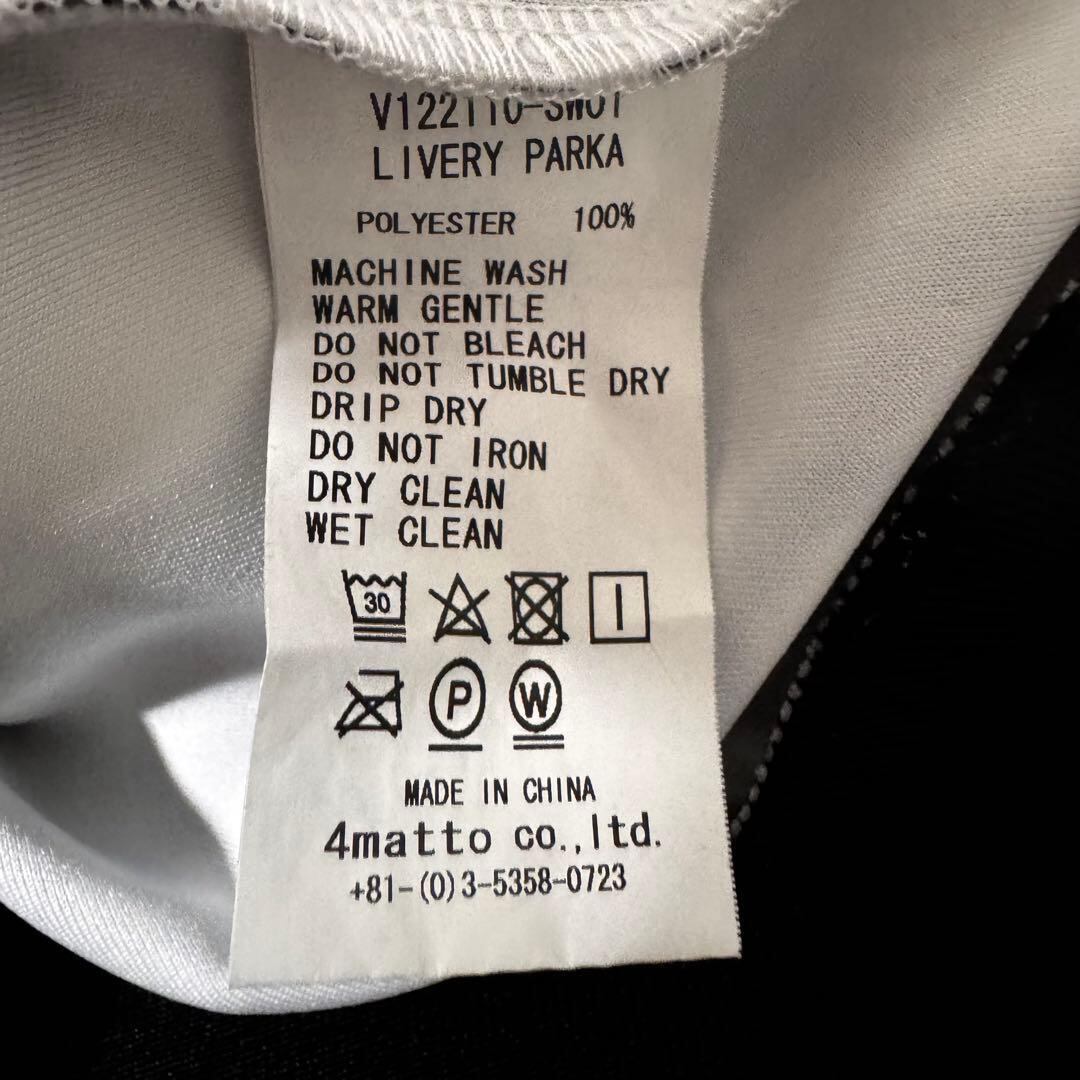 V122110-SW01
LIVERY PARKA
POLYESTER 100%
MACHINE WASH
WARM GENTLE
DO NOT BLEACH
DO NOT TUMBLE DRY
DRIP DRY
DO NOT IRON
DRY CLEAN
WET CLEAN
30
P W
MADE IN CHINA
4matto co.,ltd.
+81-(0)3-5358-0723